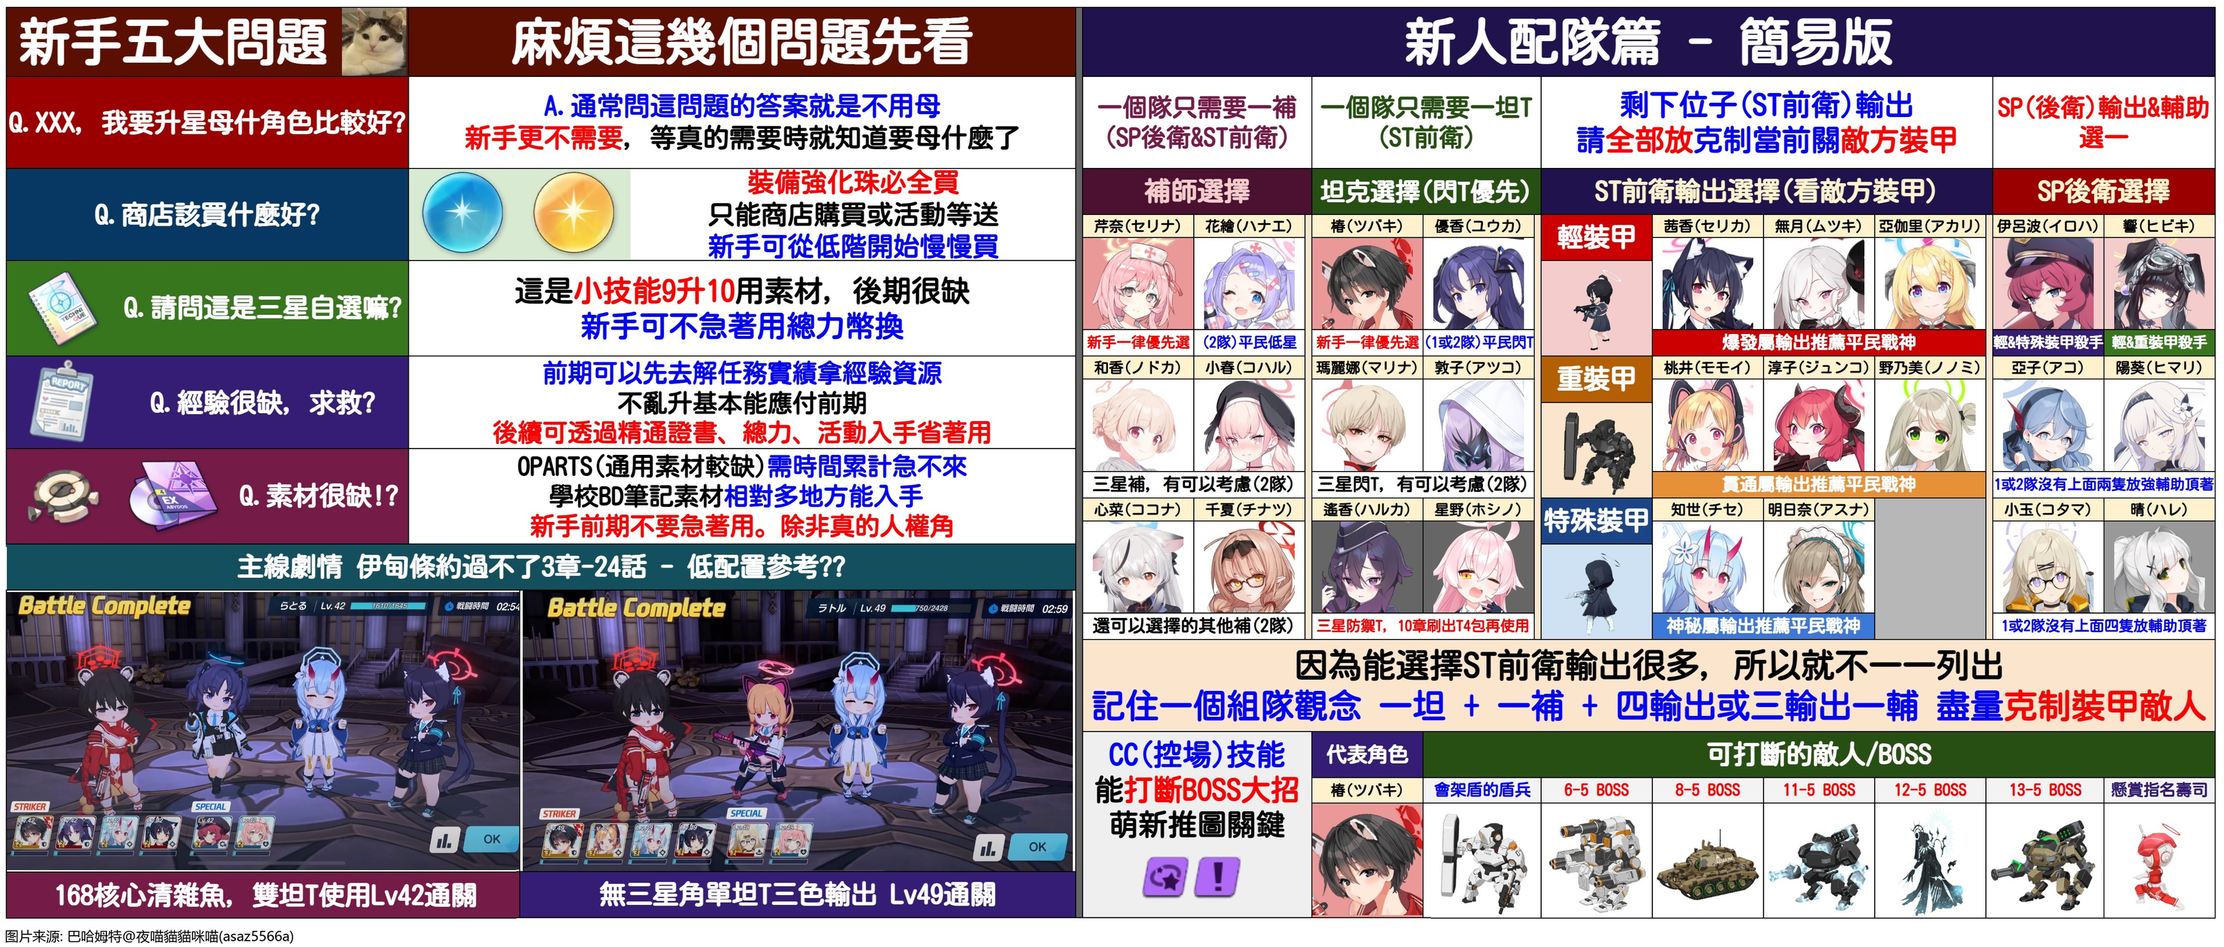 新手五大問題
麻煩這幾個問題先看
Q. XXX, 我要升星母什角色比較好?
A. 通常問這問題的答案就是不用母
新手更不需要, 等真的需要時就知道要母什麼了
Q. 商店該買什麼好?
裝備強化珠必全買
只能商店購買或活動等送
新手可從低階開始慢慢買
Q. 請問這是三星自選嘛?
這是小技能9升10用素材, 後期很缺
新手可不急著用總力幣換
REPORT
Q. 經驗很缺, 求救?
前期可以先去解任務實績拿經驗資源
不亂升基本能應付前期
後續可透過精通證書、總力、活動入手省著用
EX
ABYDOS
Q. 素材很缺!?
OPARTS(通用素材較缺)需時間累計急不來
學校BD筆記素材相對多地方能入手
新手前期不要急著用。除非真的人權角
主線劇情 伊甸條約過不了3章-24話 - 低配置參考??
Battle Complete
らとる Lv.42 1610/1645 戦闘時間 02:54
STRIKER
SPECIAL
OK
168核心清雜魚, 雙坦T使用Lv42通關
Battle Complete
ラトル Lv.49 750/2428 戦闘時間 02:59
STRIKER
SPECIAL
OK
無三星角單坦T三色輸出 Lv49通關
新人配隊篇 - 簡易版
一個隊只需要一補
(SP後衛&ST前衛)
一個隊只需要一坦T
(ST前衛)
剩下位子(ST前衛)輸出
請全部放克制當前關敵方裝甲
SP(後衛)輸出&輔助
選一
補師選擇
坦克選擇(閃T優先)
ST前衛輸出選擇(看敵方裝甲)
SP後衛選擇
芹奈(セリナ)
花繪(ハナエ)
椿(ツバキ)
優香(ユウカ)
輕裝甲
茜香(セリカ)
無月(ムツキ)
亞伽里(アカリ)
伊呂波(イロハ)
響(ヒビキ)
新手一律優先選
(2隊)平民低星
新手一律優先選
(1或2隊)平民閃T
爆發屬輸出推薦平民戰神
輕&特殊裝甲殺手
輕&重裝甲殺手
和香(ノドカ)
小春(コハル)
瑪麗娜(マリナ)
敦子(アツコ)
重裝甲
桃井(モモイ)
淳子(ジュンコ)
野乃美(ノノミ)
亞子(アコ)
陽葵(ヒマリ)
三星補, 有可以考慮(2隊)
三星閃T, 有可以考慮(2隊)
貫通屬輸出推薦平民戰神
1或2隊沒有上面兩隻放強輔助頂著
心菜(ココナ)
千夏(チナツ)
遙香(ハルカ)
星野(ホシノ)
特殊裝甲
知世(チセ)
明日奈(アスナ)
小玉(コタマ)
晴(ハレ)
還可以選擇的其他補(2隊)
三星防禦T, 10章刷出T4包再使用
神秘屬輸出推薦平民戰神
1或2隊沒有上面四隻放輔助頂著
因為能選擇ST前衛輸出很多, 所以就不一一列出
記住一個組隊觀念 一坦 + 一補 + 四輸出或三輸出一輔 盡量克制裝甲敵人
CC(控場)技能
能打斷BOSS大招
萌新推圖關鍵
代表角色
可打斷的敵人/BOSS
椿(ツバキ)
會架盾的盾兵
6-5 BOSS
8-5 BOSS
11-5 BOSS
12-5 BOSS
13-5 BOSS
懸賞指名壽司
图片来源: 巴哈姆特@夜喵貓貓咪喵(asaz5566a)